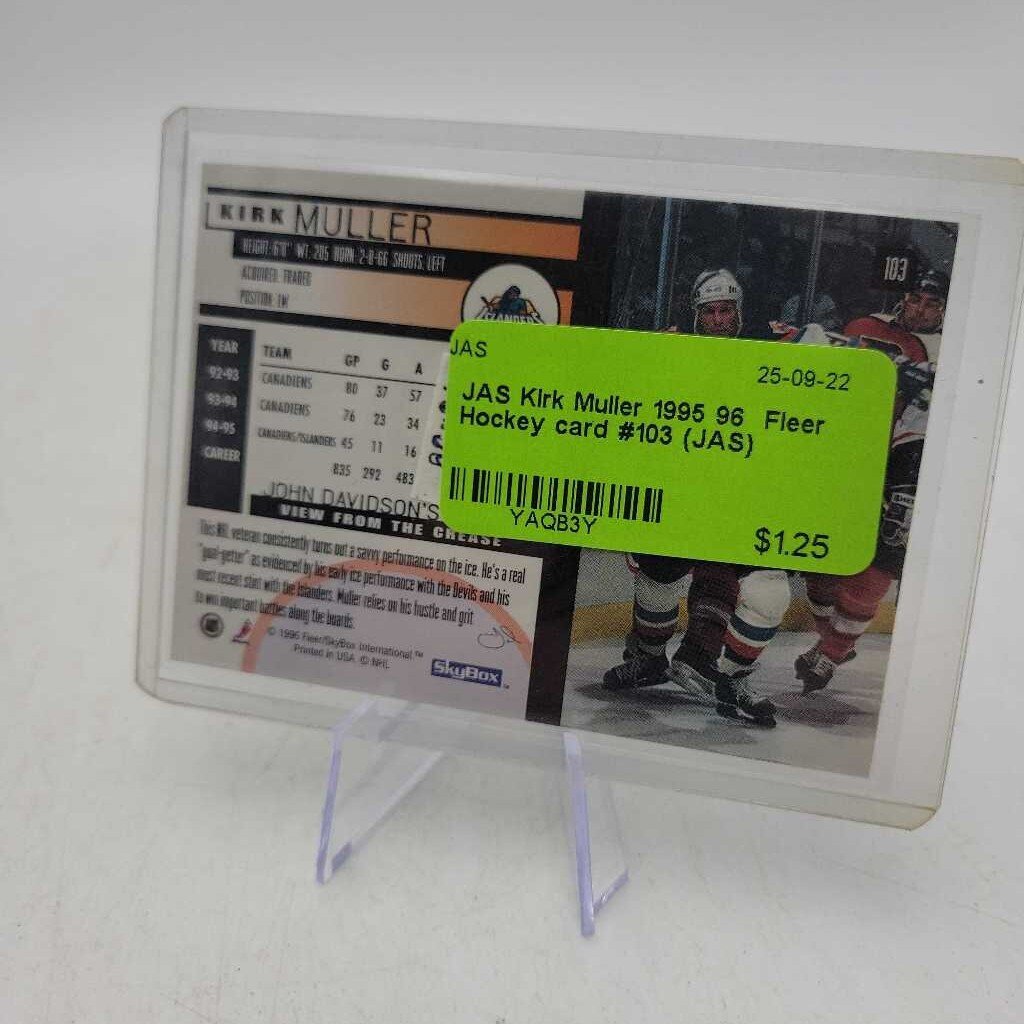 KIRK MULLER
HEIGHT: 6'0" WT: 205 BORN: 2-8-66 SHOOTS: LEFT
ACQUIRED: TRADED
POSITION: LW
ISLANDERS
103
YEAR TEAM GP G A
92-93 CANADIENS 80 37 57
93-94 CANADIENS 76 23 34
94-95 CANADIENS/ISLANDERS 45 11 16
CAREER 835 292 483
JOHN DAVIDSON'S
VIEW FROM THE CREASE
This NHL veteran consistently turns out a savvy performance on the ice. He's a real
"goal-getter" as evidenced by his early ice performance with the Devils and his
most recent stint with the Islanders. Muller relies on his hustle and grit
to win important battles along the boards.
© 1996 Fleer/SkyBox International™
Printed in USA © NHL
SkyBox™
JAS
25-09-22
JAS Kirk Muller 1995 96 Fleer
Hockey card #103 (JAS)
YAQB3Y
$1.25